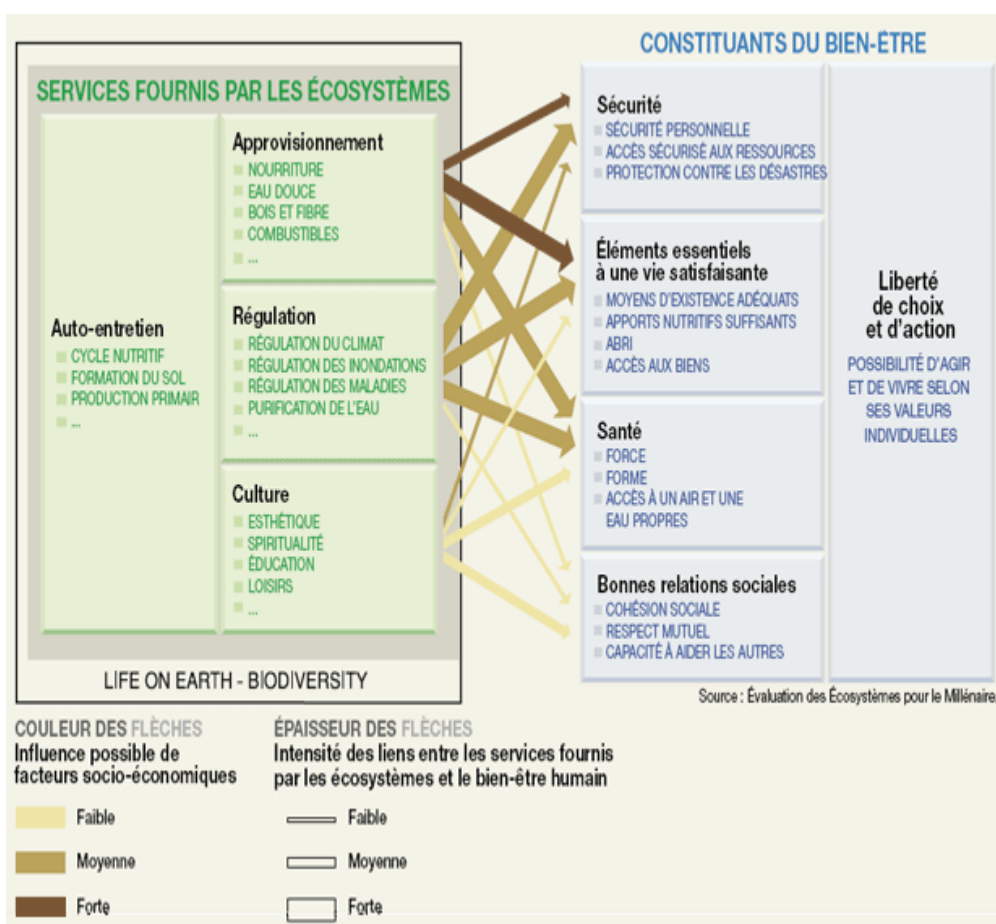 SERVICES FOURNIS PAR LES ÉCOSYSTÈMES
Auto-entretien
CYCLE NUTRITIF
FORMATION DU SOL
PRODUCTION PRIMAIR
...
Approvisionnement
NOURRITURE
EAU DOUCE
BOIS ET FIBRE
COMBUSTIBLES
...
Régulation
RÉGULATION DU CLIMAT
RÉGULATION DES INONDATIONS
RÉGULATION DES MALADIES
PURIFICATION DE L'EAU
...
Culture
ESTHÉTIQUE
SPIRITUALITÉ
ÉDUCATION
LOISIRS
...
LIFE ON EARTH - BIODIVERSITY
CONSTITUANTS DU BIEN-ÊTRE
Sécurité
SÉCURITÉ PERSONNELLE
ACCÈS SÉCURISÉ AUX RESSOURCES
PROTECTION CONTRE LES DÉSASTRES
Éléments essentiels
à une vie satisfaisante
MOYENS D'EXISTENCE ADÉQUATS
APPORTS NUTRITIFS SUFFISANTS
ABRI
ACCÈS AUX BIENS
Santé
FORCE
FORME
ACCÈS À UN AIR ET UNE
EAU PROPRES
Bonnes relations sociales
COHÉSION SOCIALE
RESPECT MUTUEL
CAPACITÉ À AIDER LES AUTRES
Liberté
de choix
et d'action
POSSIBILITÉ D'AGIR
ET DE VIVRE SELON
SES VALEURS
INDIVIDUELLES
Source : Évaluation des Écosystèmes pour le Millénaire
COULEUR DES FLÈCHES
Influence possible de
facteurs socio-économiques
Faible
Moyenne
Forte
ÉPAISSEUR DES FLÈCHES
Intensité des liens entre les services fournis
par les écosystèmes et le bien-être humain
Faible
Moyenne
Forte